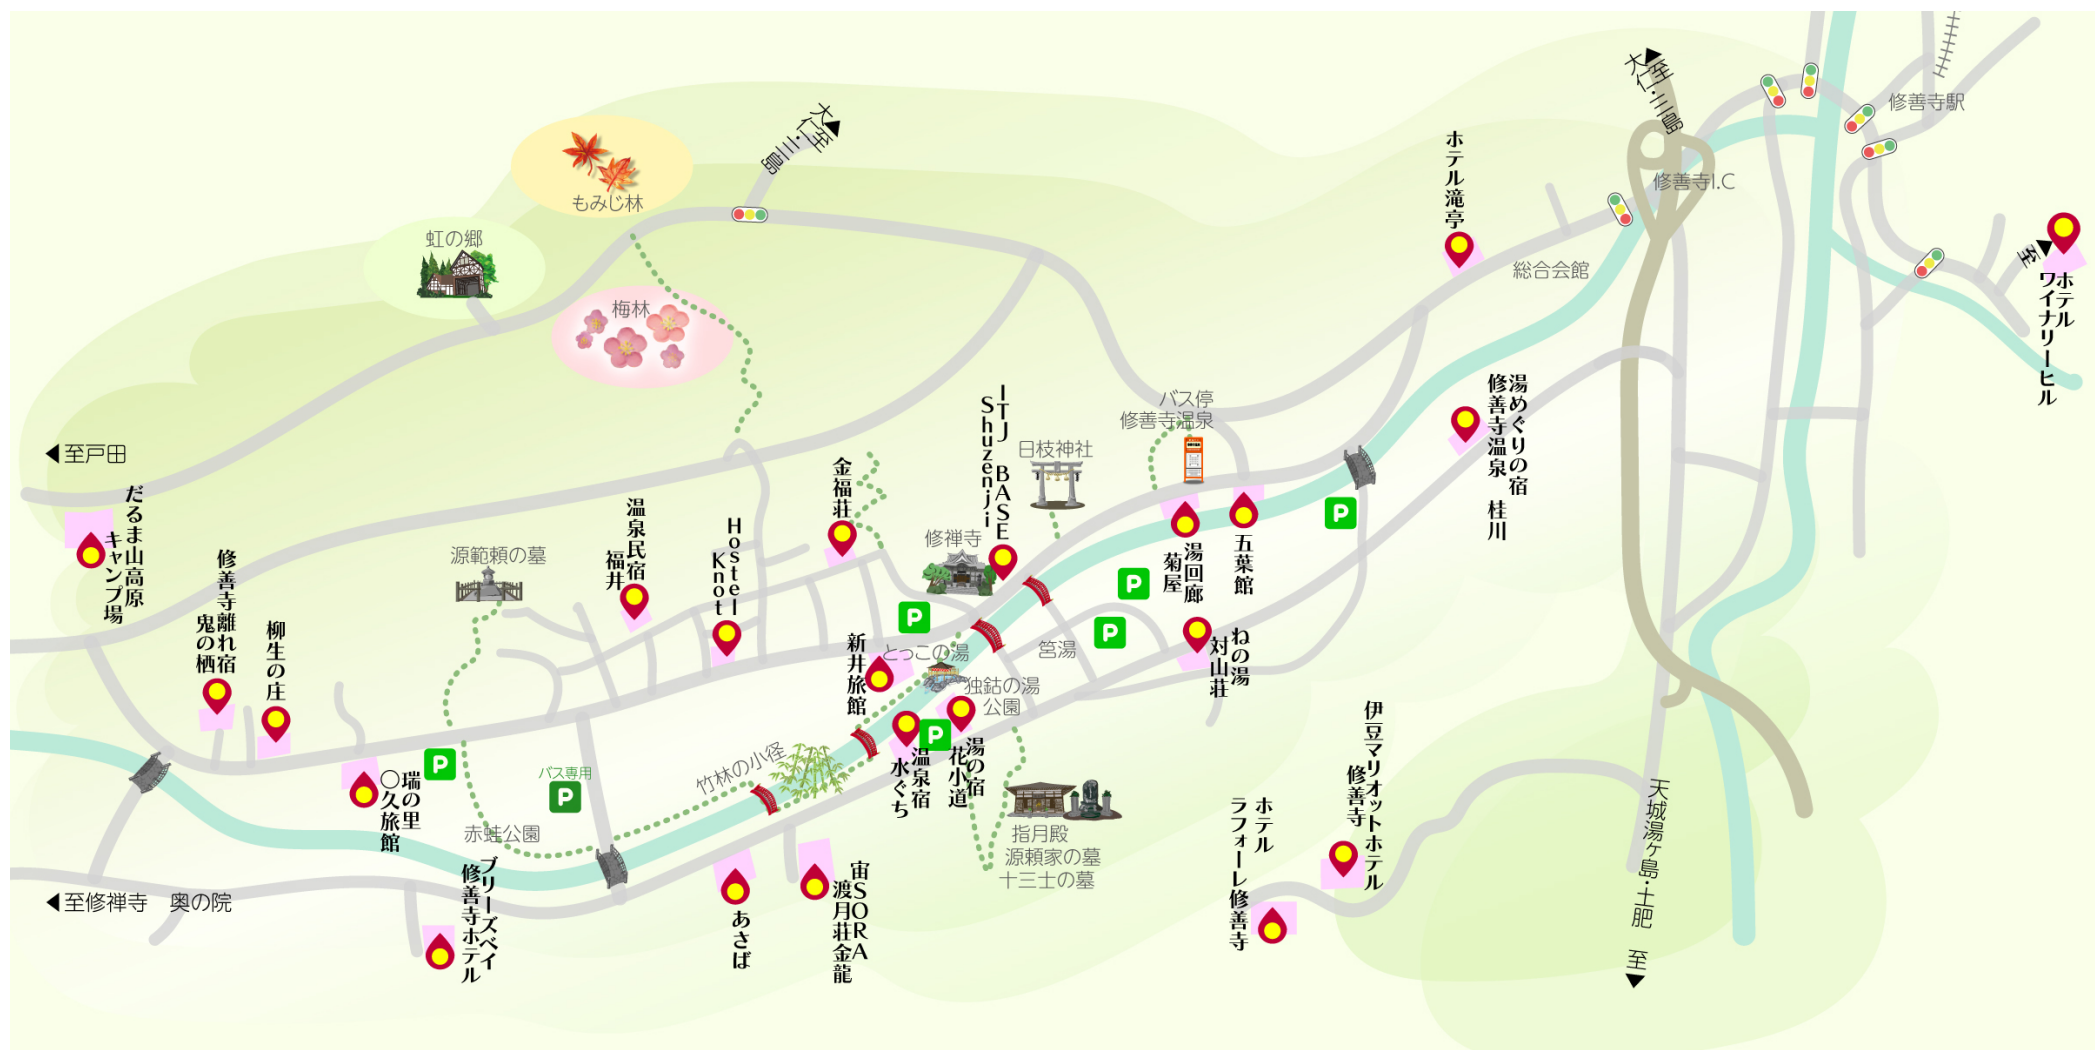 大仁・三島
至
修善寺駅
修善寺I.C
大仁・三島
至
もみじ林
虹の郷
梅林
ホテル滝亭
総合会館
至
ホテル
ワイナリーヒル
至戸田
だるま山高原
キャンプ場
修善寺離れ宿
鬼の栖
柳生の庄
源範頼の墓
温泉民宿
福井
Hostel
Knot
金福荘
ITJ BASE
Shuzenji
修禅寺
日枝神社
バス停
修善寺温泉
湯めぐりの宿
修善寺温泉 桂川
五葉館
湯回廊
菊屋
P
P
P
P
筥湯
ねの湯
対山荘
新井旅館
とっこの湯
独鈷の湯
公園
P
湯の宿
花小道
温泉宿
水ぐち
竹林の小径
P
バス専用
P
瑞の里
〇久旅館
赤蛙公園
ブリーズベイ
修善寺ホテル
至修禅寺 奥の院
あさば
宙SORA
渡月荘金龍
指月殿
源頼家の墓
十三士の墓
ホテル
ラフォーレ修善寺
伊豆マリオットホテル
修善寺
天城湯ヶ島・土肥 至